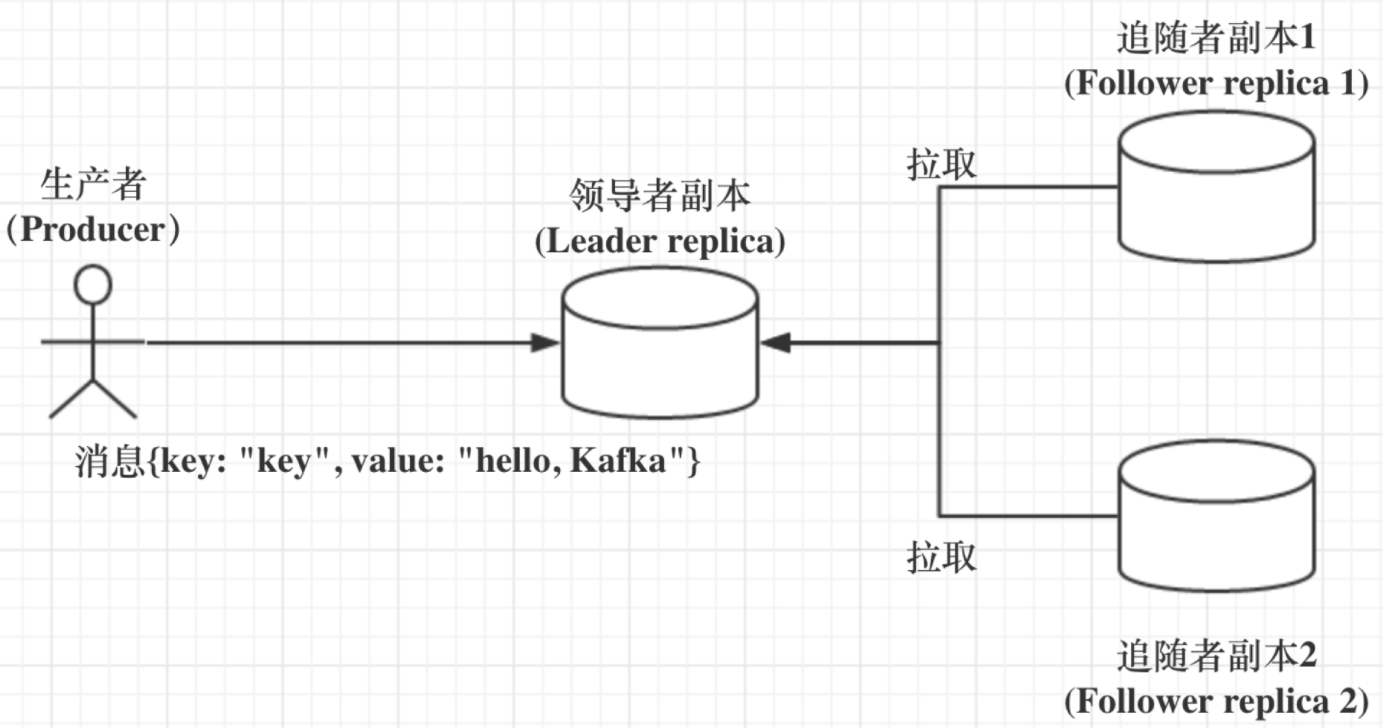 生产者
（Producer）
消息{key: "key", value: "hello, Kafka"}
领导者副本
(Leader replica)
拉取
追随者副本1
(Follower replica 1)
拉取
追随者副本2
(Follower replica 2)